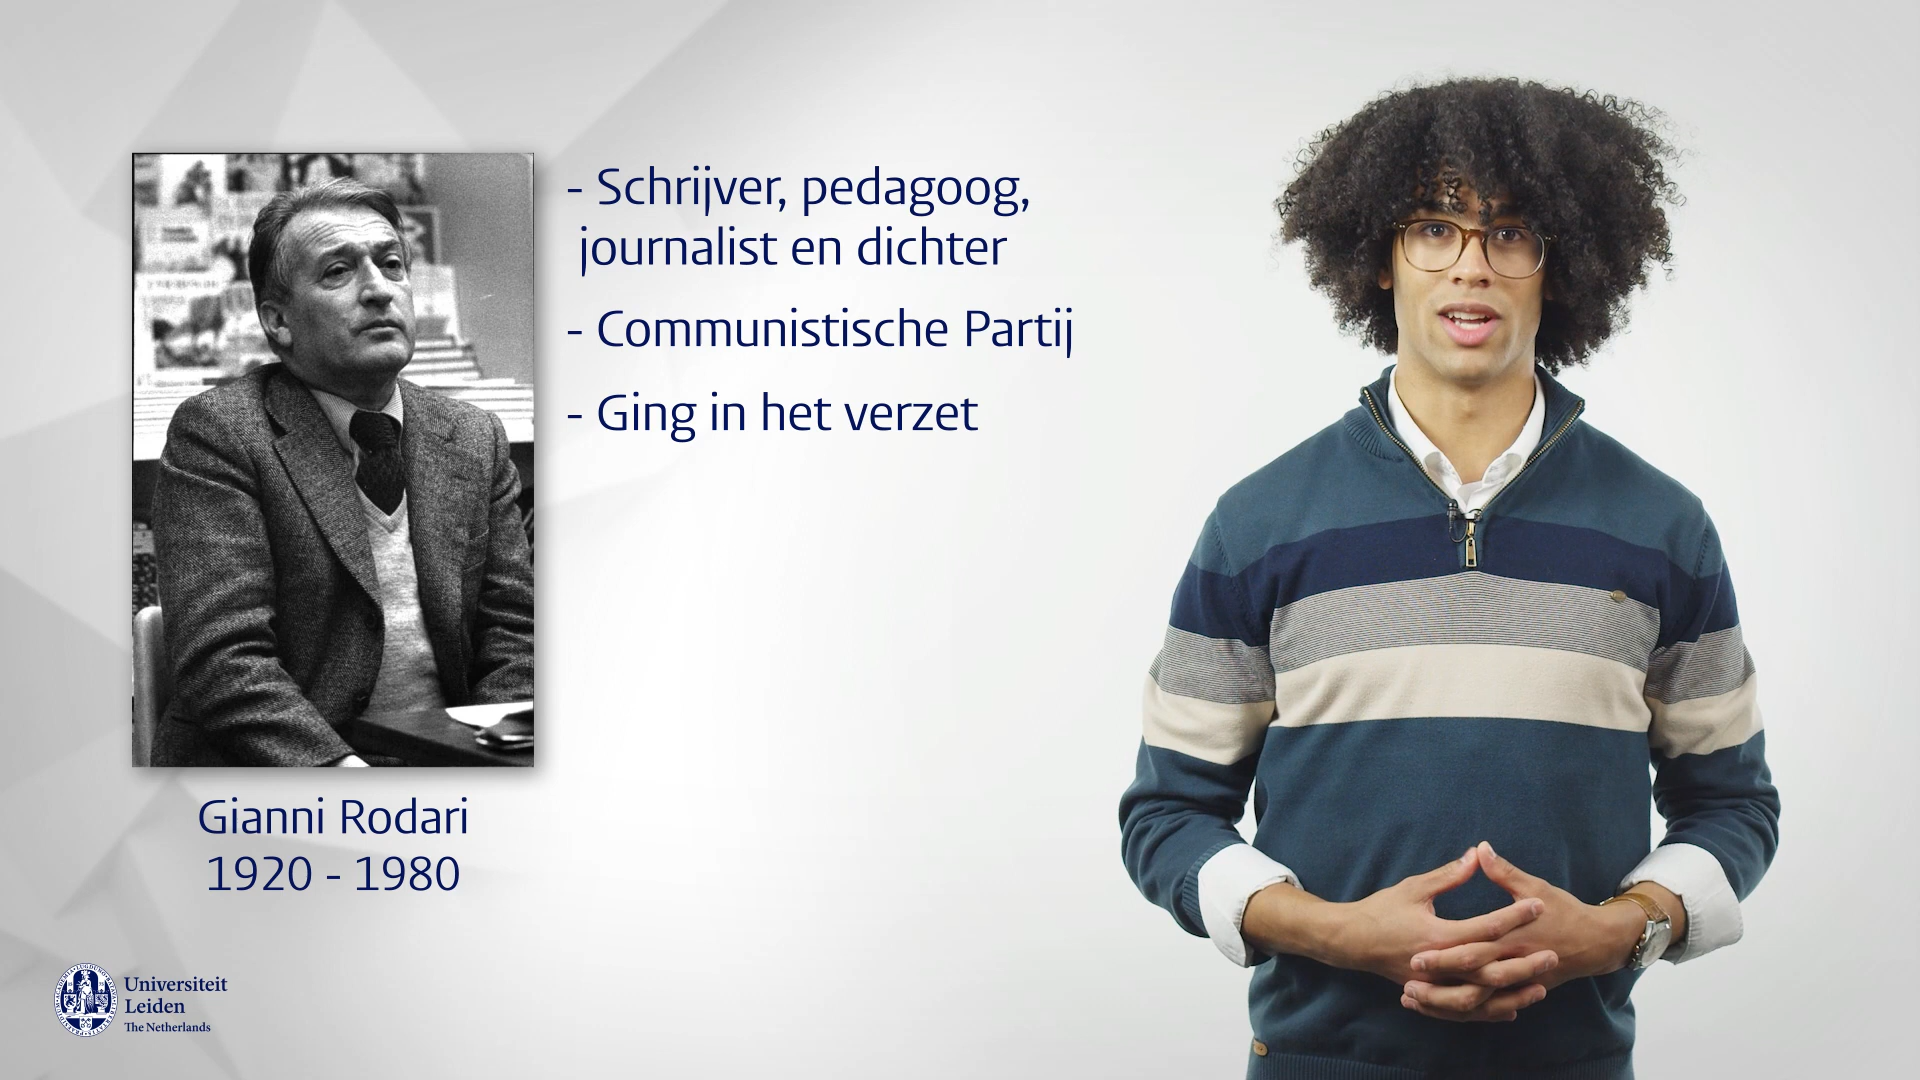 - Schrijver, pedagoog,
journalist en dichter
- Communistische Partij
- Ging in het verzet
Gianni Rodari
1920 - 1980
Universiteit
Leiden
The Netherlands